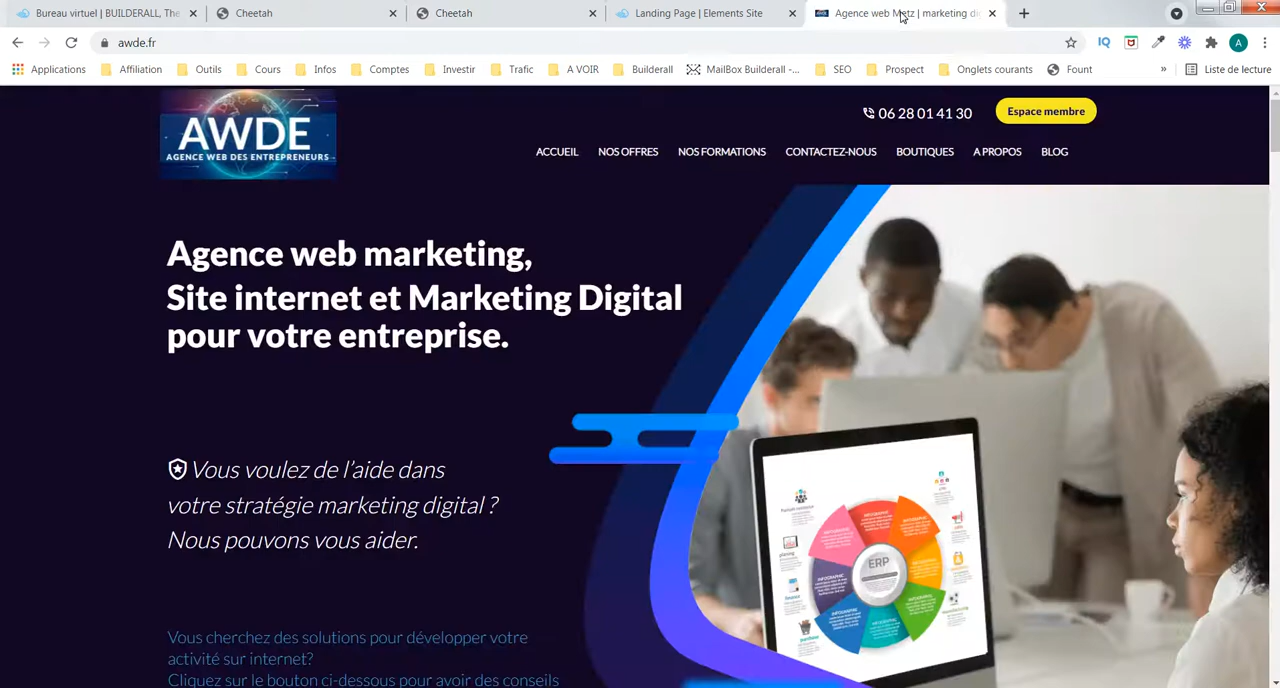 Bureau virtuel | BUILDERALL, The
Cheetah
Cheetah
Landing Page | Elements Site
Agence web Metz | marketing di
awde.fr
Applications
Affiliation
Outils
Cours
Infos
Comptes
Investir
Trafic
A VOIR
Builderall
MailBox Builderall -...
SEO
Prospect
Onglets courants
Fount
»
Liste de lecture
IQ
A
AWDE
AGENCE WEB DES ENTREPRENEURS
06 28 01 41 30
Espace membre
ACCUEIL
NOS OFFRES
NOS FORMATIONS
CONTACTEZ-NOUS
BOUTIQUES
A PROPOS
BLOG
Agence web marketing,
Site internet et Marketing Digital
pour votre entreprise.
Vous voulez de l’aide dans
votre stratégie marketing digital ?
Nous pouvons vous aider.
Vous cherchez des solutions pour développer votre
activité sur internet?
Cliquez sur le bouton ci-dessous pour avoir des conseils
ERP